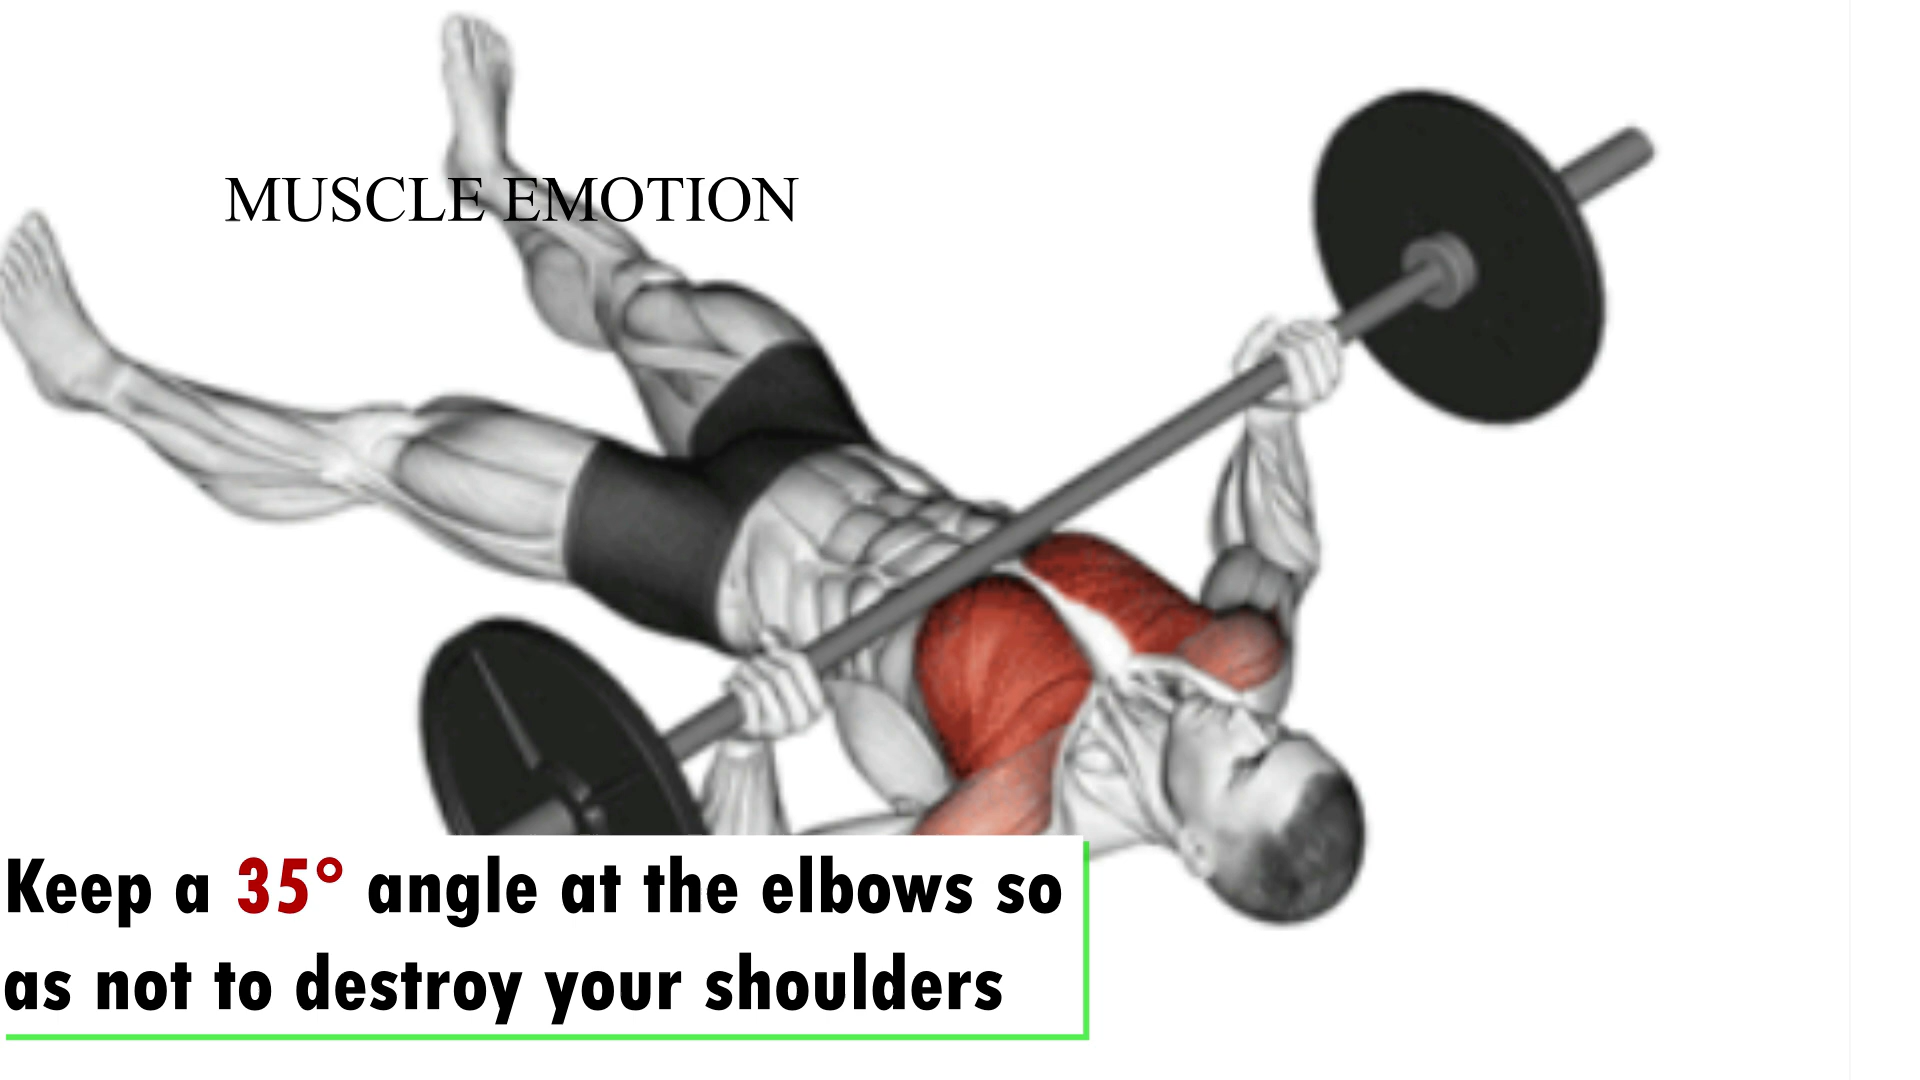 MUSCLE EMOTION
Keep a 35° angle at the elbows so
as not to destroy your shoulders